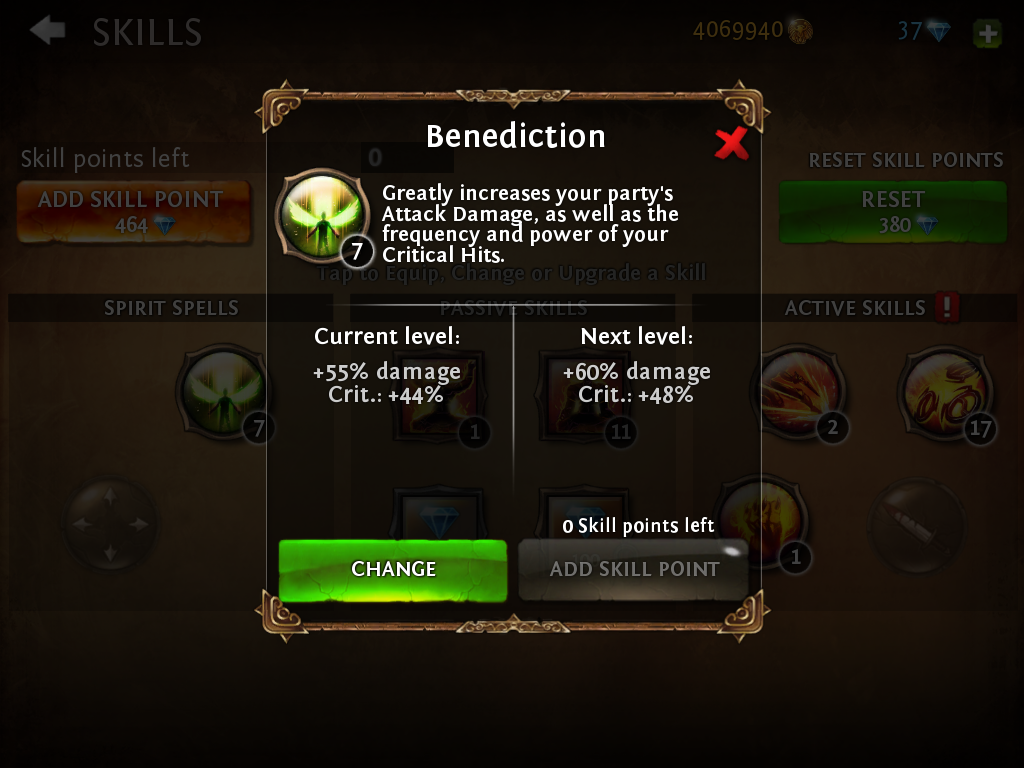 SKILLS
4069940
37
Benediction
Skill points left
0
RESET SKILL POINTS
ADD SKILL POINT
464
RESET
380
Greatly increases your party's
Attack Damage, as well as the
frequency and power of your
Critical Hits.
7
Tap to Equip, Change or Upgrade a Skill
SPIRIT SPELLS
PASSIVE SKILLS
ACTIVE SKILLS !
Current level:
+55% damage
Crit.: +44%
Next level:
+60% damage
Crit.: +48%
7
1
11
2
17
0 Skill points left
1
CHANGE
ADD SKILL POINT